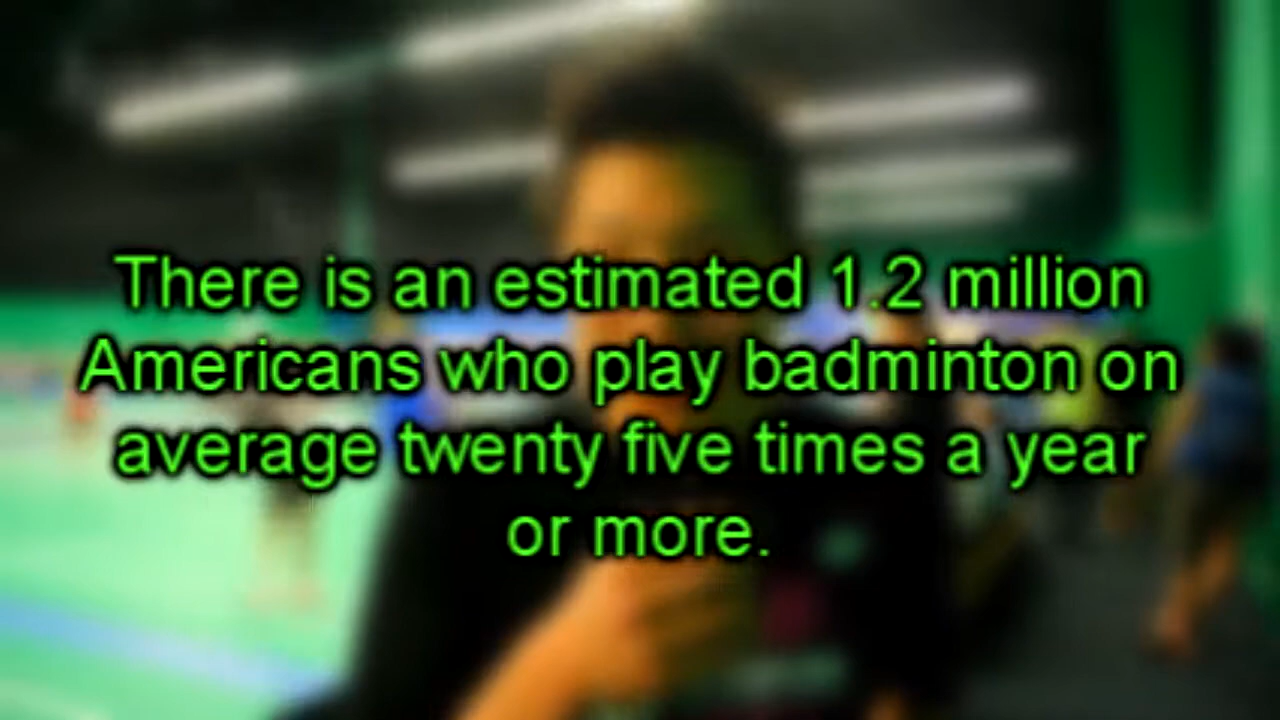 There is an estimated 1.2 million
Americans who play badminton on
average twenty five times a year
or more.